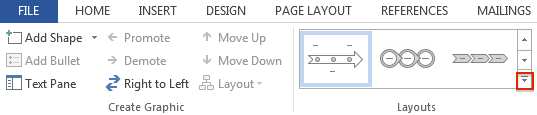 FILE HOME INSERT DESIGN PAGE LAYOUT REFERENCES MAILINGS
Add Shape Promote Move Up
Add Bullet Demote Move Down
Text Pane Right to Left Layout
Create Graphic Layouts